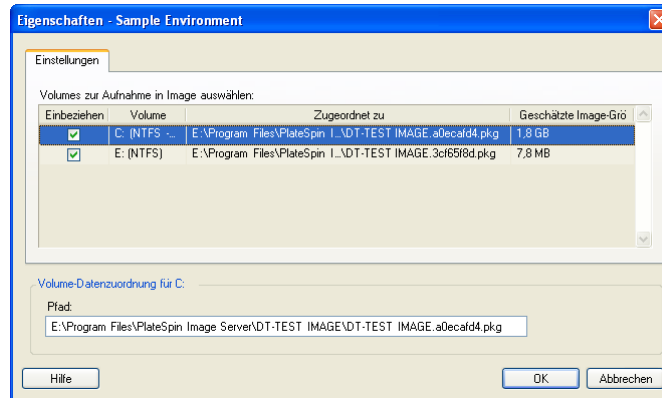 Eigenschaften - Sample Environment
Einstellungen
Volumes zur Aufnahme in Image auswählen:
Einbeziehen Volume Zugeordnet zu Geschätzte Image-Grö
C: (NTFS -... E:\Program Files\PlateSpin I...\DT-TEST IMAGE.a0ecafd4.pkg 1,8 GB
E: (NTFS) E:\Program Files\PlateSpin I...\DT-TEST IMAGE.3cf65f8d.pkg 7,8 MB
Volume-Datenzuordnung für C:
Pfad:
E:\Program Files\PlateSpin Image Server\DT-TEST IMAGE\DT-TEST IMAGE.a0ecafd4.pkg
Hilfe OK Abbrechen